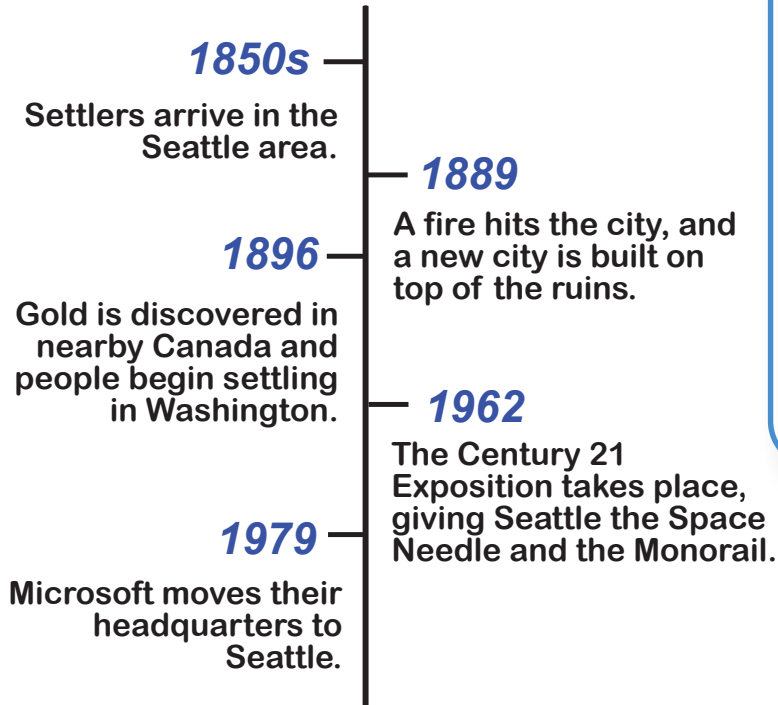 1850s
Settlers arrive in the
Seattle area.
1889
A fire hits the city, and
a new city is built on
top of the ruins.
1896
Gold is discovered in
nearby Canada and
people begin settling
in Washington.
1962
The Century 21
Exposition takes place,
giving Seattle the Space
Needle and the Monorail.
1979
Microsoft moves their
headquarters to
Seattle.